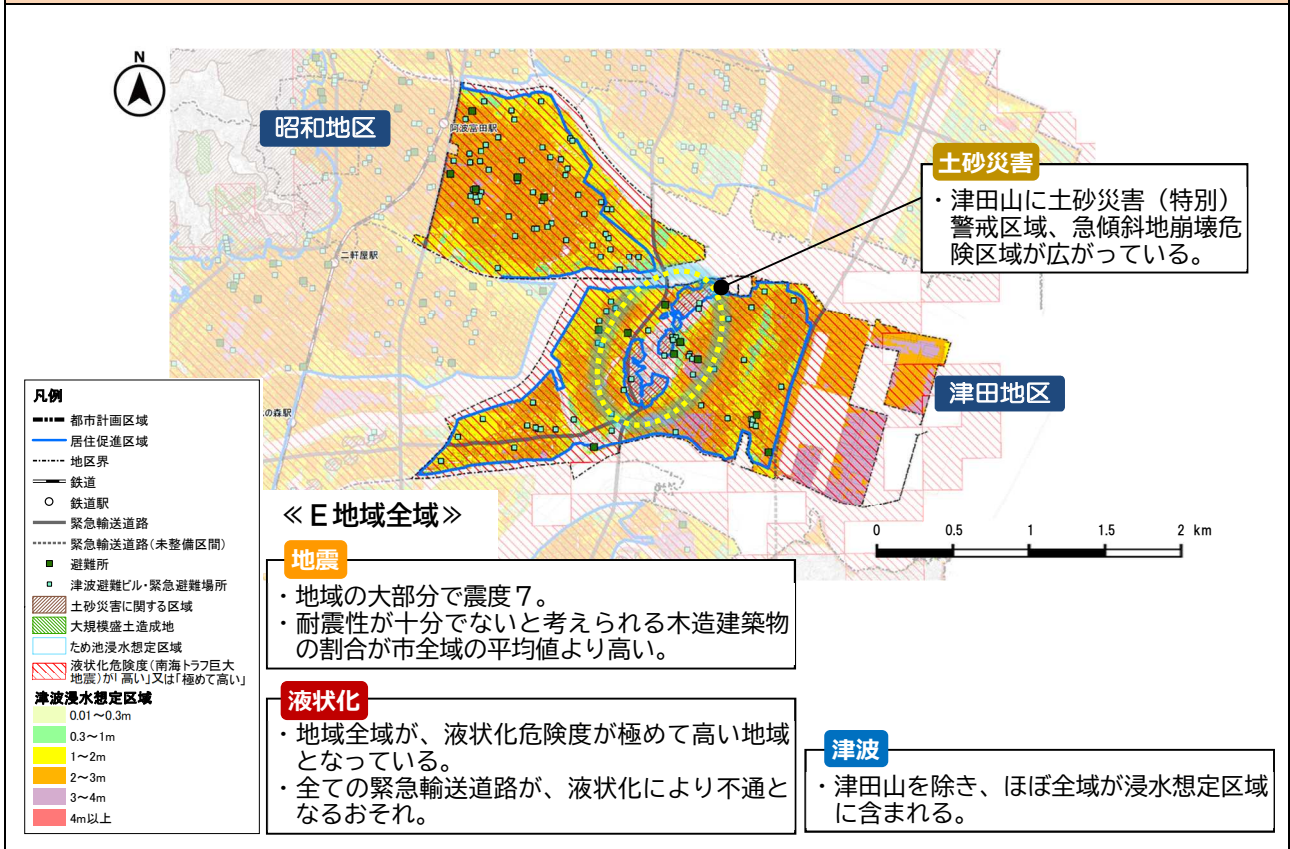 N
昭和地区
阿波富田駅
二軒屋駅
土砂災害
・津田山に土砂災害（特別）
警戒区域、急傾斜地崩壊危
険区域が広がっている。
津田地区
の森駅
凡例
都市計画区域
居住促進区域
地区界
鉄道
鉄道駅
緊急輸送道路
緊急輸送道路(未整備区間)
避難所
津波避難ビル・緊急避難場所
土砂災害に関する区域
大規模盛土造成地
ため池浸水想定区域
液状化危険度(南海トラフ巨大
地震)が「高い」又は「極めて高い」
津波浸水想定区域
0.01～0.3m
0.3～1m
1～2m
2～3m
3～4m
4m以上
0 0.5 1 1.5 2 km
≪Ｅ地域全域≫
地震
・地域の大部分で震度７。
・耐震性が十分でないと考えられる木造建築物
の割合が市全域の平均値より高い。
液状化
・地域全域が、液状化危険度が極めて高い地域
となっている。
・全ての緊急輸送道路が、液状化により不通と
なるおそれ。
津波
・津田山を除き、ほぼ全域が浸水想定区域
に含まれる。